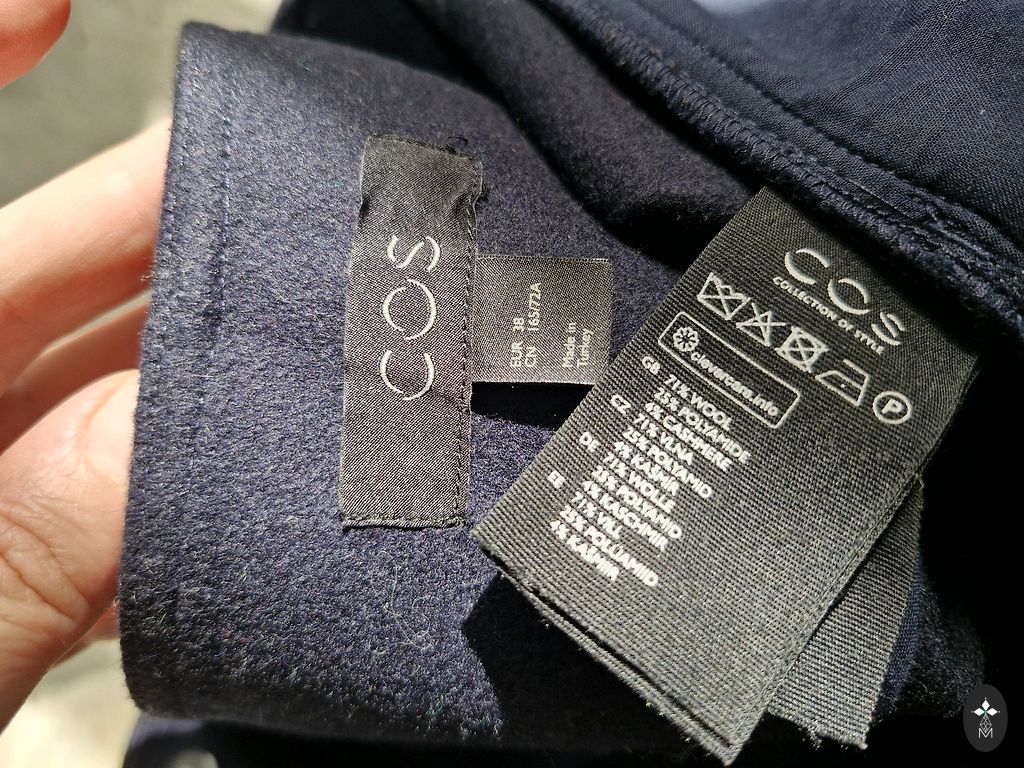 COS
EUR 38
CN 165/72A
Made in
Turkey
COS
COLLECTION OF STYLE
clevercare.info
P
GB 71% WOOL
25% POLYAMIDE
4% CASHMERE
CZ 71% VLNA
25% POLYAMID
4% KAŠMÍR
DE 71% WOLLE
25% POLYAMID
4% KASCHMIR
EE 71% VILL
25% POLÜAMIID
4% KAŠMIIR
M